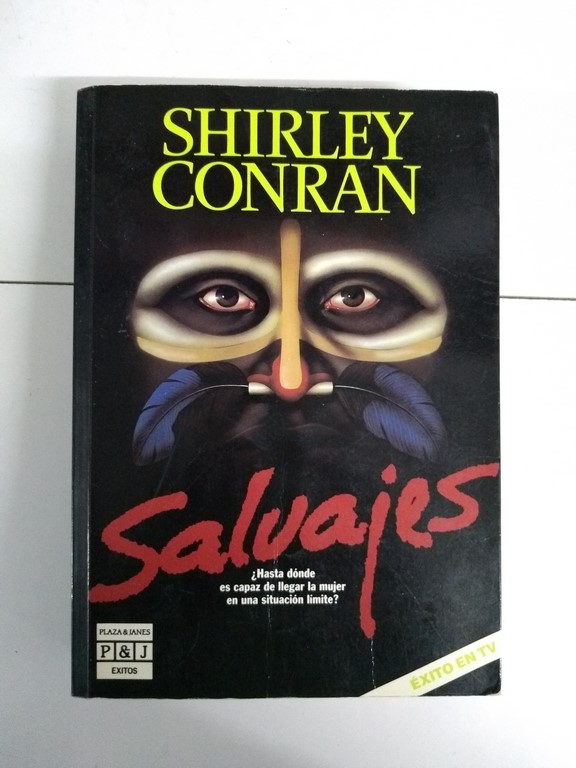 SHIRLEY
CONRAN
Salvajes
¿Hasta dónde
es capaz de llegar la mujer
en una situación límite?
PLAZA & JANES
P & J
EXITOS
ÉXITO EN TV